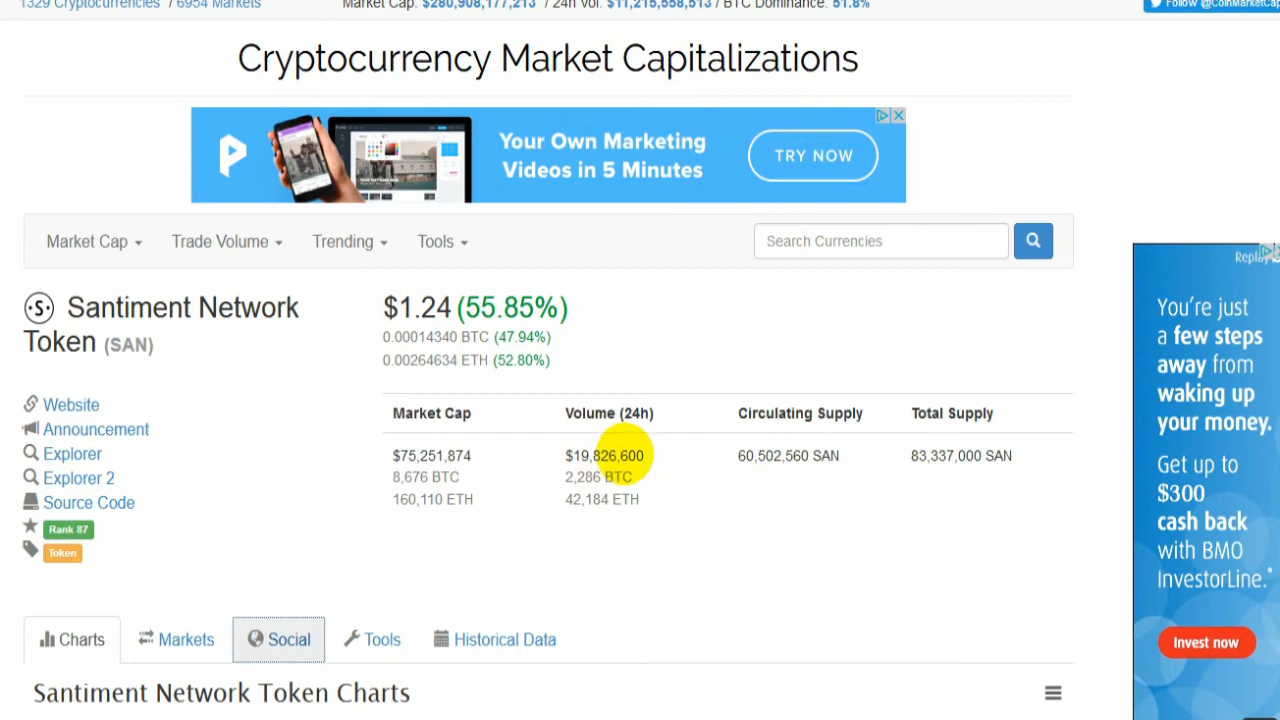 1329 Cryptocurrencies / 6954 Markets
Market Cap: $280,908,177,213 / 24h Vol: $11,215,558,513 / BTC Dominance: 51.8%
Follow @CoinMarketCap
Cryptocurrency Market Capitalizations
Your Own Marketing
Videos in 5 Minutes
TRY NOW
Market Cap
Trade Volume
Trending
Tools
Search Currencies
Replay
Santiment Network
Token (SAN)
$1.24 (55.85%)
0.00014340 BTC (47.94%)
0.00264634 ETH (52.80%)
Website
Announcement
Explorer
Explorer 2
Source Code
Rank 87
Token
Market Cap
Volume (24h)
Circulating Supply
Total Supply
$75,251,874
$19,826,600
60,502,560 SAN
83,337,000 SAN
8,676 BTC
2,286 BTC
160,110 ETH
42,184 ETH
You're just
a few steps
away from
waking up
your money.
Get up to
$300
cash back
with BMO
InvestorLine.*
Invest now
Charts
Markets
Social
Tools
Historical Data
Santiment Network Token Charts